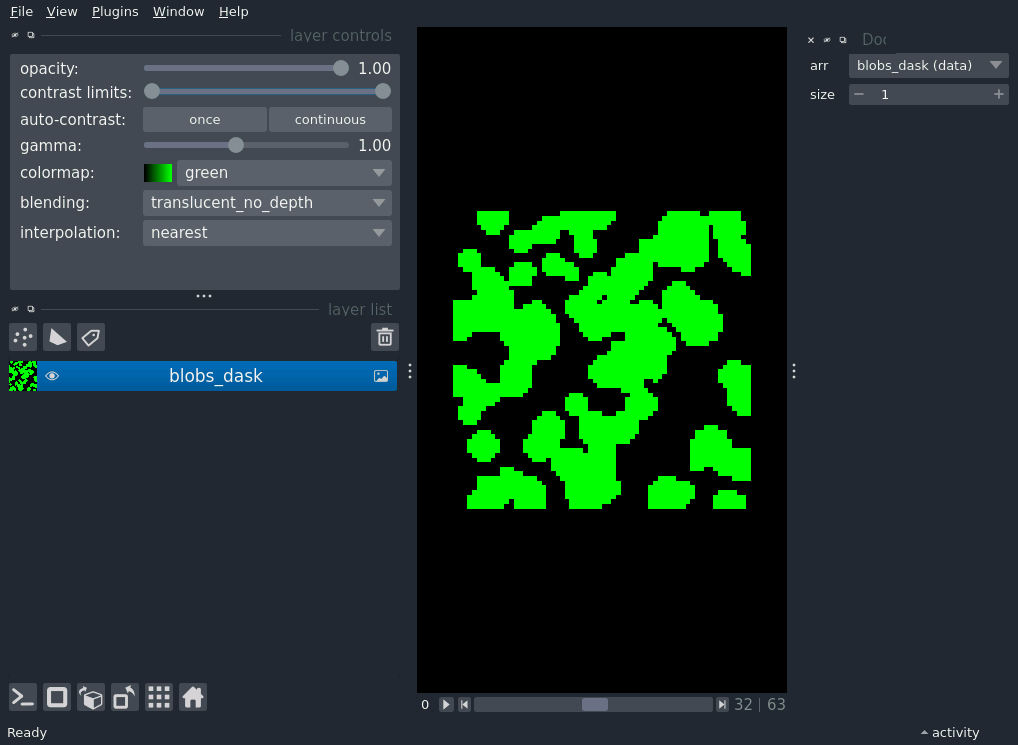 File View Plugins Window Help
layer controls
opacity: 1.00
contrast limits:
auto-contrast: once continuous
gamma: 1.00
colormap: green
blending: translucent_no_depth
interpolation: nearest
layer list
blobs_dask
arr blobs_dask (data)
size 1
0 32 | 63
Ready
activity